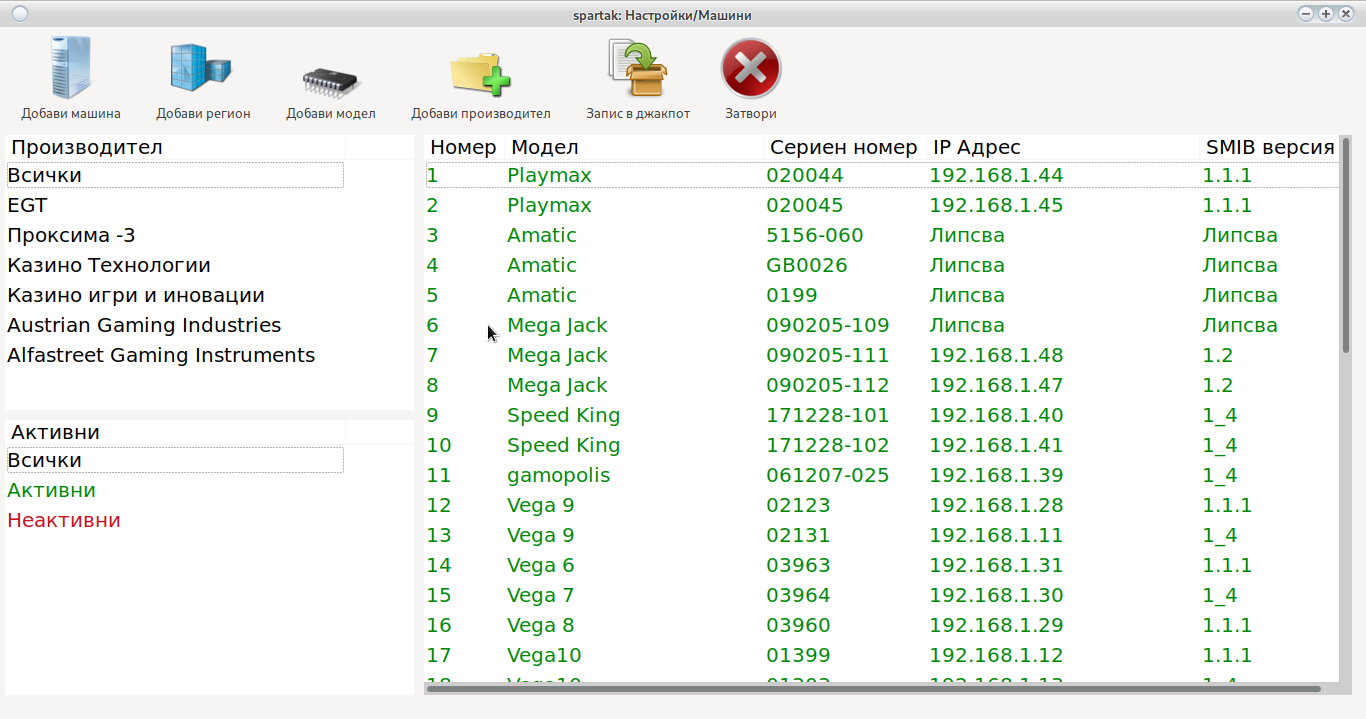 spartak: Настройки/Машини
Добави машина Добави регион Добави модел Добави производител Запис в джакпот Затвори
Производител
Всички
EGT
Проксима -3
Казино Технологии
Казино игри и иновации
Austrian Gaming Industries
Alfastreet Gaming Instruments
Активни
Всички
Активни
Неактивни
Номер Модел Сериен номер IP Адрес SMIB версия
1 Playmax 020044 192.168.1.44 1.1.1
2 Playmax 020045 192.168.1.45 1.1.1
3 Amatic 5156-060 Липсва Липсва
4 Amatic GB0026 Липсва Липсва
5 Amatic 0199 Липсва Липсва
6 Mega Jack 090205-109 Липсва Липсва
7 Mega Jack 090205-111 192.168.1.48 1.2
8 Mega Jack 090205-112 192.168.1.47 1.2
9 Speed King 171228-101 192.168.1.40 1_4
10 Speed King 171228-102 192.168.1.41 1_4
11 gamopolis 061207-025 192.168.1.39 1_4
12 Vega 9 02123 192.168.1.28 1.1.1
13 Vega 9 02131 192.168.1.11 1_4
14 Vega 6 03963 192.168.1.31 1.1.1
15 Vega 7 03964 192.168.1.30 1_4
16 Vega 8 03960 192.168.1.29 1.1.1
17 Vega10 01399 192.168.1.12 1.1.1